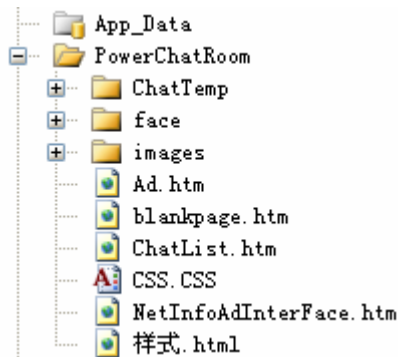 App_Data
PowerChatRoom
ChatTemp
face
images
Ad.htm
blankpage.htm
ChatList.htm
CSS.CSS
NetInfoAdInterFace.htm
样式.html